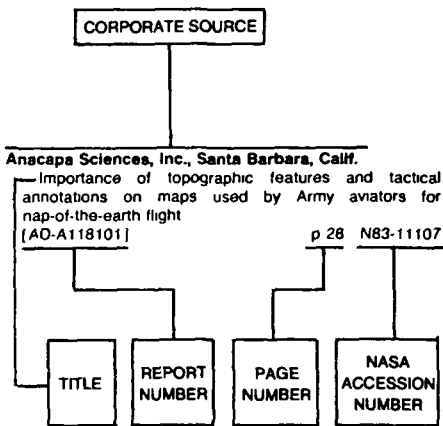 CORPORATE SOURCE
Anacapa Sciences, Inc., Santa Barbara, Calif.
Importance of topographic features and tactical
annotations on maps used by Army aviators for
nap-of-the-earth flight
[AD-A118101] p 26 N83-11107
TITLE
REPORT
NUMBER
PAGE
NUMBER
NASA
ACCESSION
NUMBER